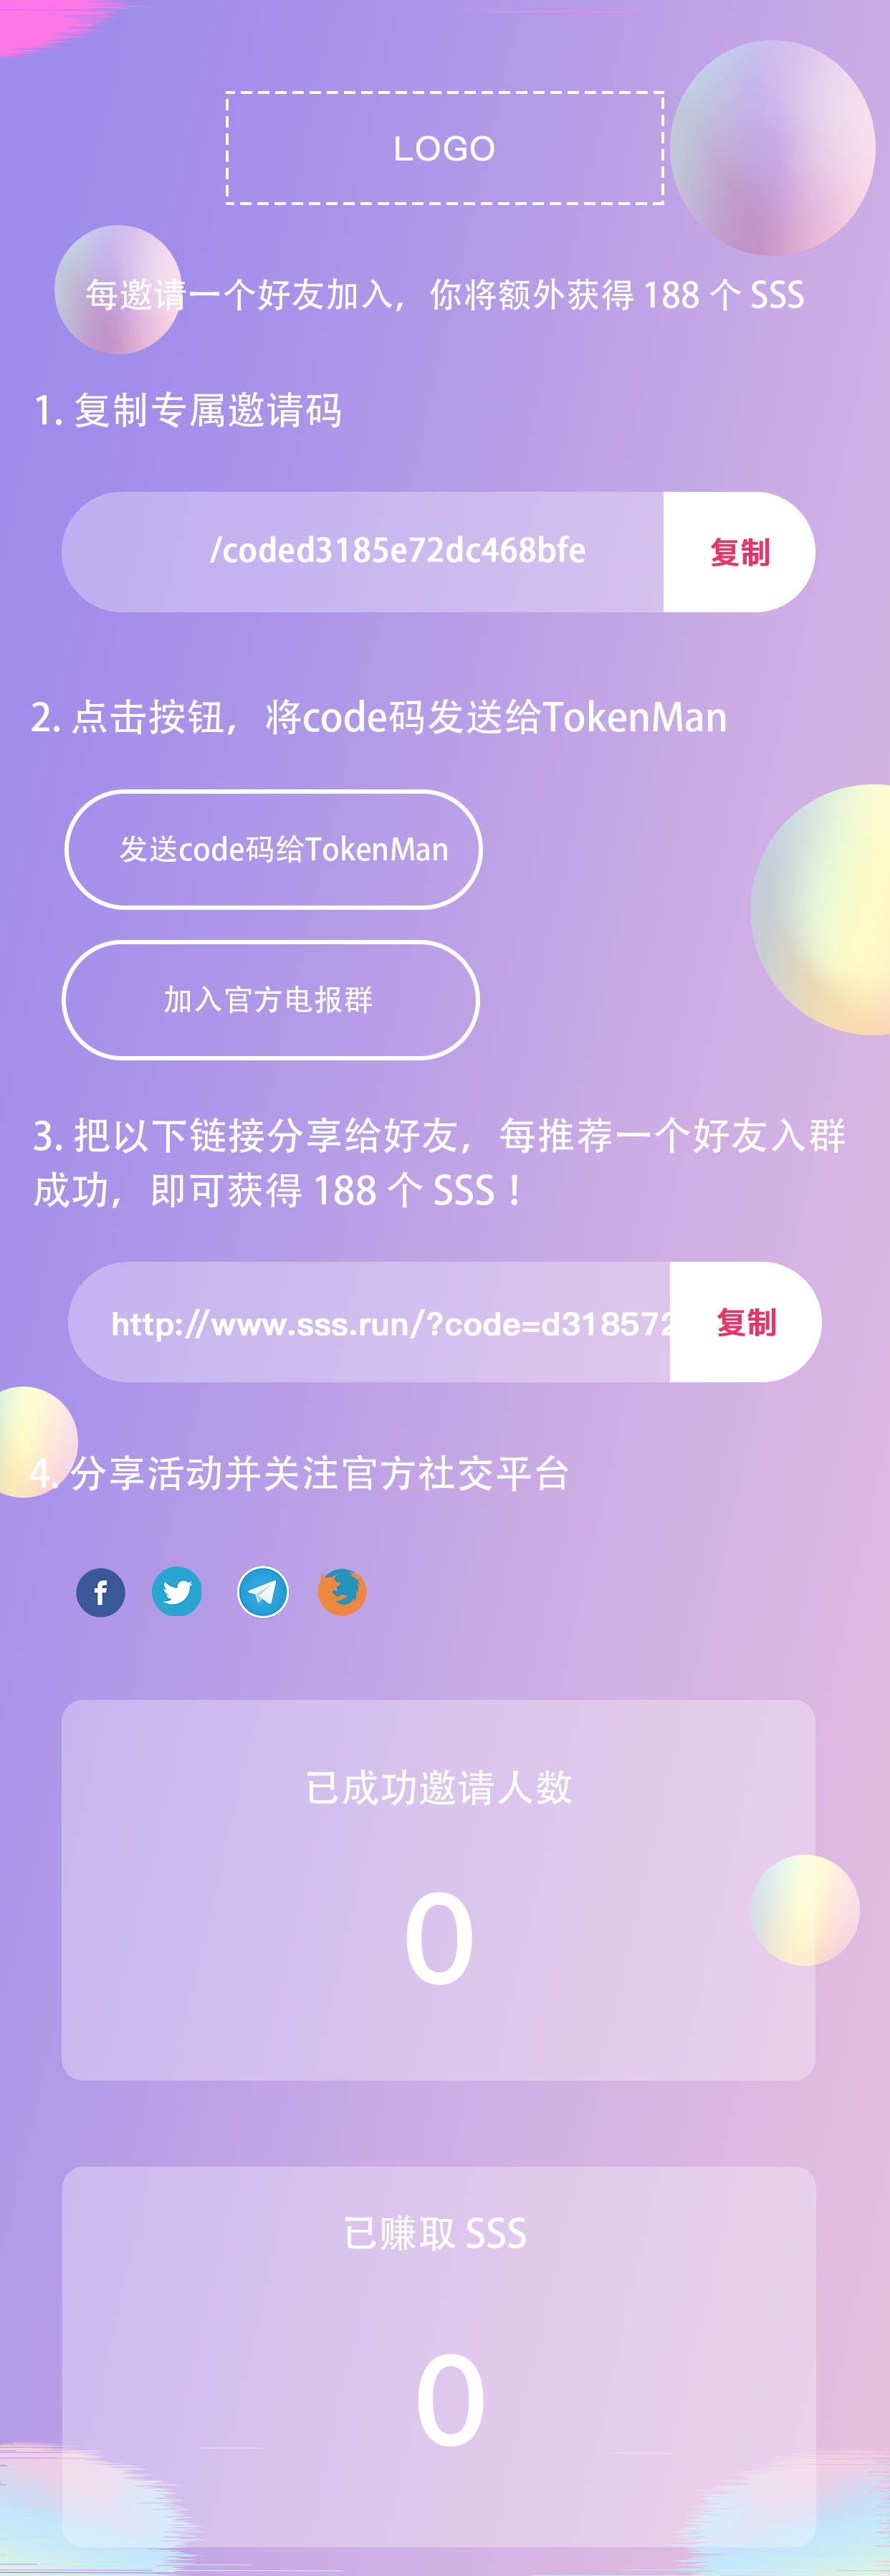 LOGO
每邀请一个好友加入，你将额外获得 188 个 SSS
1. 复制专属邀请码
/coded3185e72dc468bfe
复制
2. 点击按钮，将code码发送给TokenMan
发送code码给TokenMan
加入官方电报群
3. 把以下链接分享给好友，每推荐一个好友入群
成功，即可获得 188 个 SSS！
http://www.sss.run/?code=d318572
复制
4. 分享活动并关注官方社交平台
已成功邀请人数
0
已赚取 SSS
0